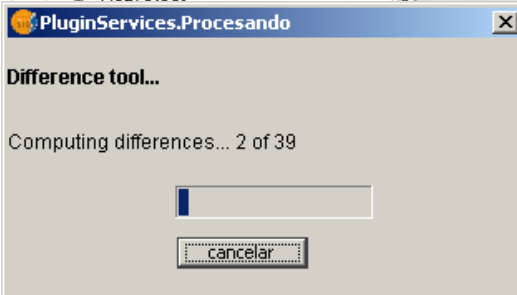 PluginServices.Procesando
Difference tool...
Computing differences... 2 of 39
cancelar